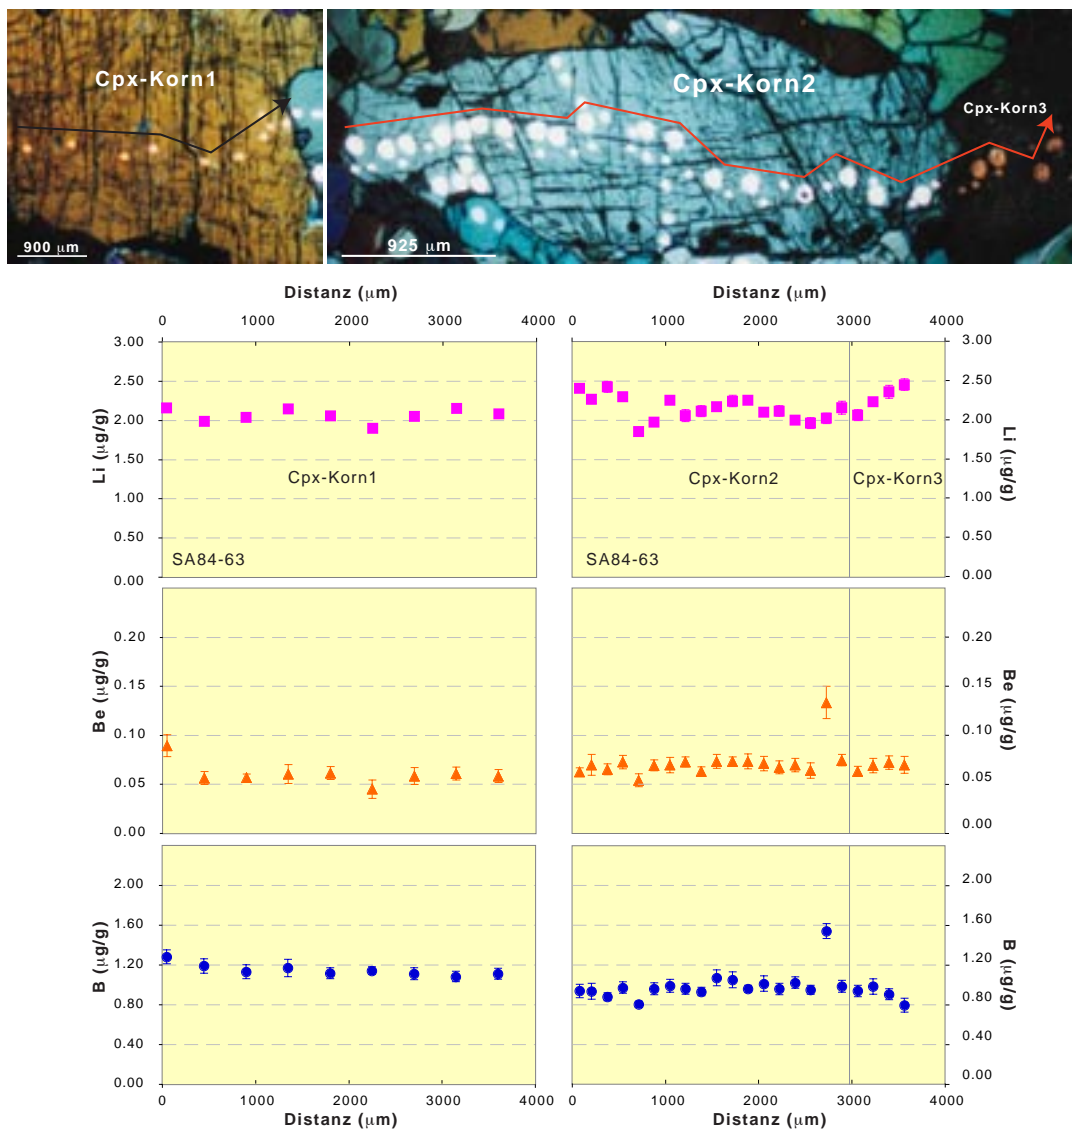 Cpx-Korn1
900 μm
Cpx-Korn2
Cpx-Korn3
925 μm
Distanz (μm)
Distanz (μm)
0 1000 2000 3000 4000
0 1000 2000 3000 4000
Li (μg/g)
3.00
2.50
2.00
1.50
1.00
0.50
0.00
Cpx-Korn1
SA84-63
Cpx-Korn2
Cpx-Korn3
SA84-63
3.00
2.50
2.00
1.50
1.00
0.50
0.00
Li (μg/g)
Be (μg/g)
0.20
0.15
0.10
0.05
0.00
0.20
0.15
0.10
0.05
0.00
Be (μg/g)
B (μg/g)
2.00
1.60
1.20
0.80
0.40
0.00
2.00
1.60
1.20
0.80
0.40
0.00
B (μg/g)
0 1000 2000 3000 4000
0 1000 2000 3000 4000
Distanz (μm)
Distanz (μm)